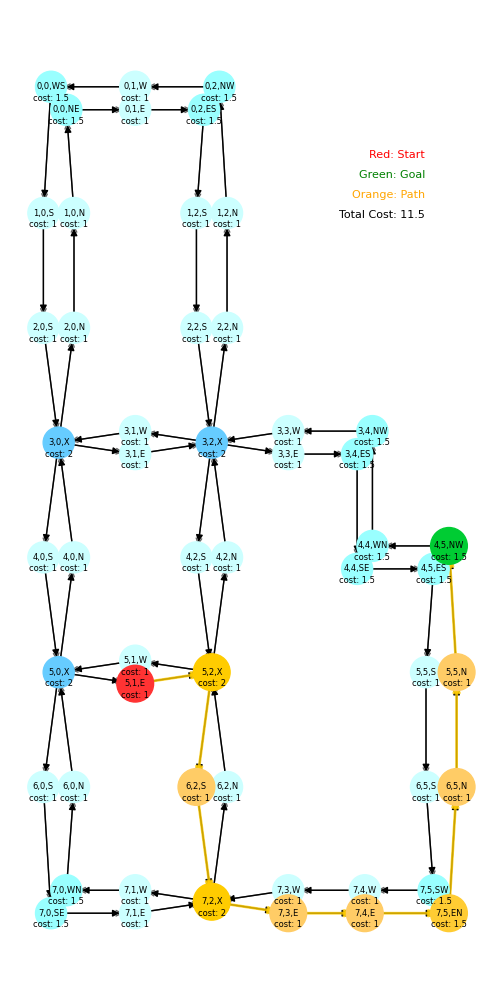 0,0,WS
cost: 1.5
0,1,W
cost: 1
0,2,NW
cost: 1.5
0,0,NE
cost: 1.5
0,1,E
cost: 1
0,2,ES
cost: 1.5
Red: Start
Green: Goal
Orange: Path
Total Cost: 11.5
1,0,S
cost: 1
1,0,N
cost: 1
1,2,S
cost: 1
1,2,N
cost: 1
2,0,S
cost: 1
2,0,N
cost: 1
2,2,S
cost: 1
2,2,N
cost: 1
3,0,X
cost: 2
3,1,W
cost: 1
3,1,E
cost: 1
3,2,X
cost: 2
3,3,W
cost: 1
3,3,E
cost: 1
3,4,NW
cost: 1.5
3,4,ES
cost: 1.5
4,0,S
cost: 1
4,0,N
cost: 1
4,2,S
cost: 1
4,2,N
cost: 1
4,4,WN
cost: 1.5
4,4,SE
cost: 1.5
4,5,NW
cost: 1.5
4,5,ES
cost: 1.5
5,0,X
cost: 2
5,1,W
cost: 1
5,1,E
cost: 1
5,2,X
cost: 2
5,5,S
cost: 1
5,5,N
cost: 1
6,0,S
cost: 1
6,0,N
cost: 1
6,2,S
cost: 1
6,2,N
cost: 1
6,5,S
cost: 1
6,5,N
cost: 1
7,0,WN
cost: 1.5
7,0,SE
cost: 1.5
7,1,W
cost: 1
7,1,E
cost: 1
7,2,X
cost: 2
7,3,W
cost: 1
7,3,E
cost: 1
7,4,W
cost: 1
7,4,E
cost: 1
7,5,SW
cost: 1.5
7,5,EN
cost: 1.5